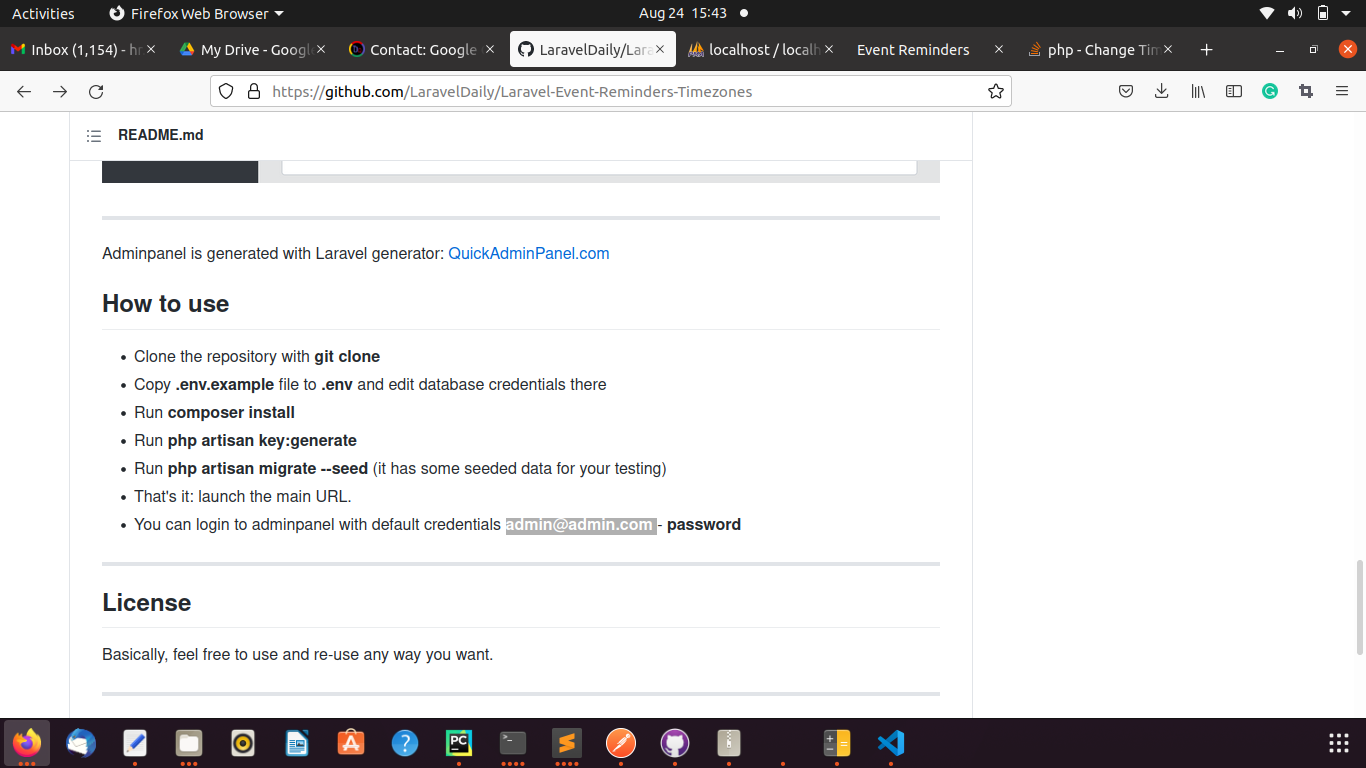 Activities
Firefox Web Browser
Aug 24 15:43
Inbox (1,154) - hr
My Drive - Google
Contact: Google
LaravelDaily/Lara
localhost / localh
Event Reminders
php - Change Tim
https://github.com/LaravelDaily/Laravel-Event-Reminders-Timezones
README.md
Adminpanel is generated with Laravel generator: QuickAdminPanel.com
How to use
• Clone the repository with git clone
• Copy .env.example file to .env and edit database credentials there
• Run composer install
• Run php artisan key:generate
• Run php artisan migrate --seed (it has some seeded data for your testing)
• That's it: launch the main URL.
• You can login to adminpanel with default credentials admin@admin.com - password
License
Basically, feel free to use and re-use any way you want.
PC